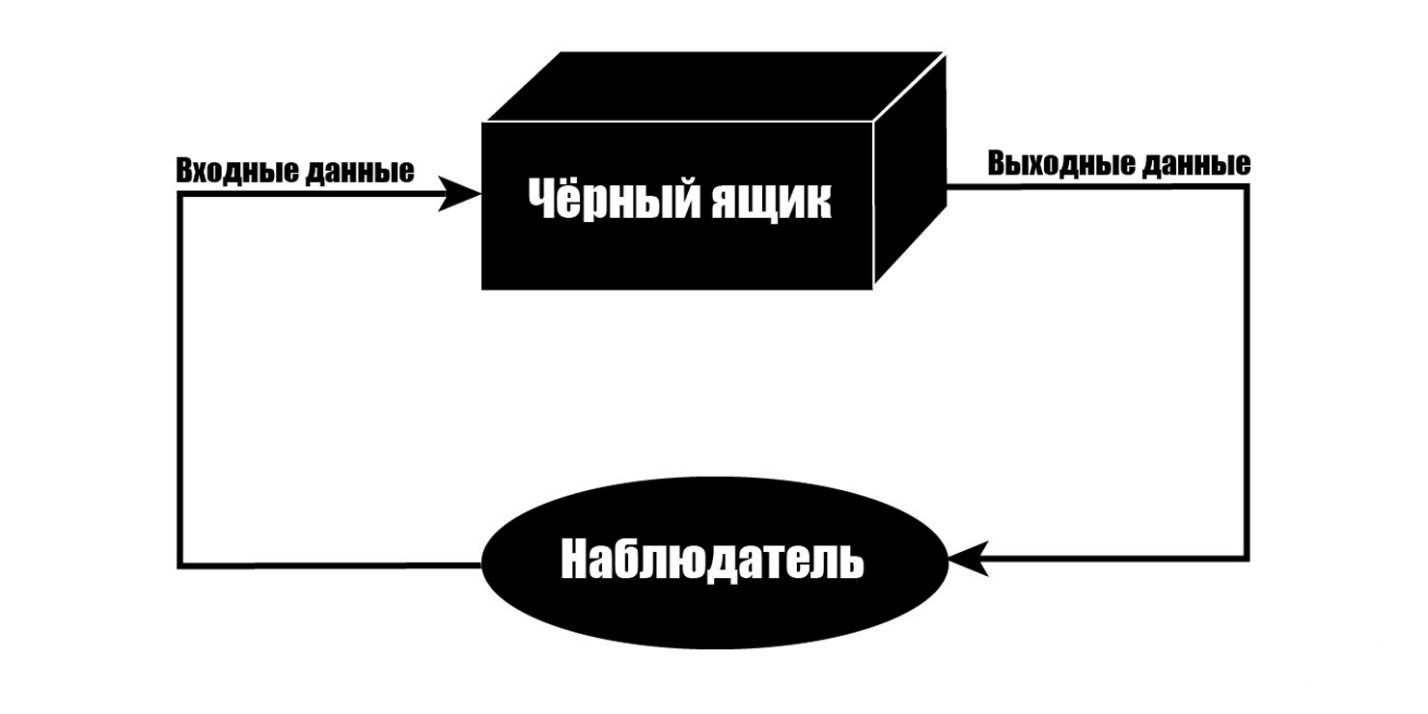 Входные данные
Выходные данные
Чёрный ящик
Наблюдатель